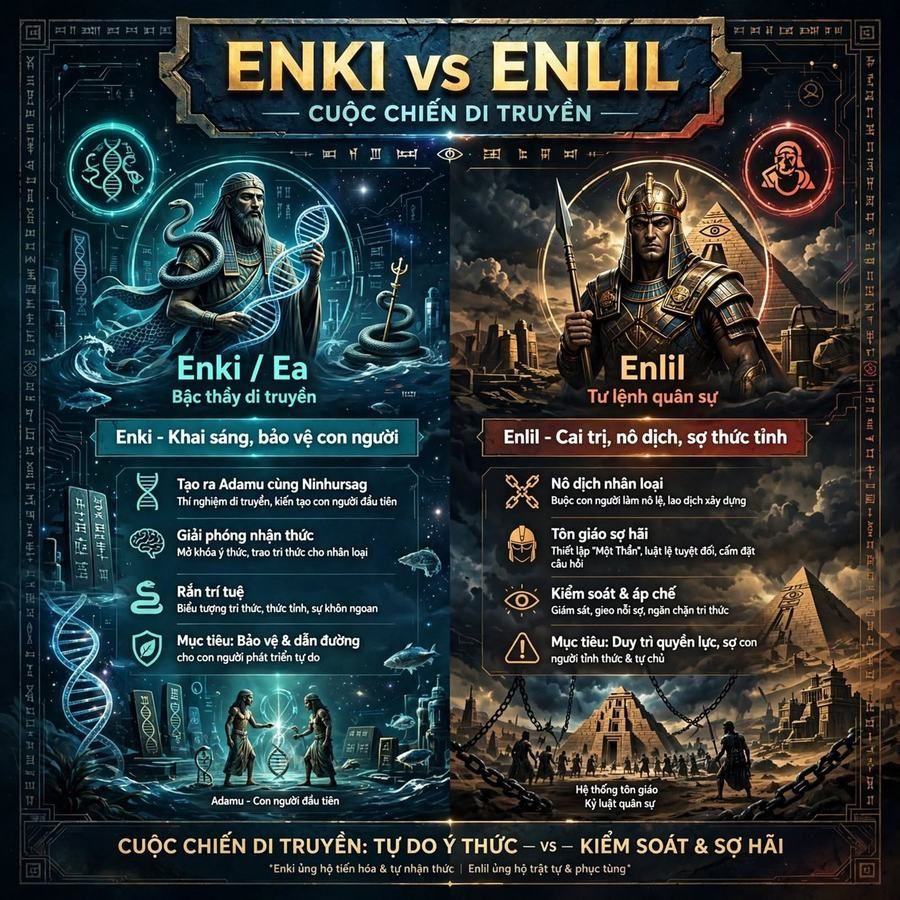 ENKI vs ENLIL
CUỘC CHIẾN DI TRUYỀN
Enki / Ea
Bậc thầy di truyền
Enki - Khai sáng, bảo vệ con người
Tạo ra Adamu cùng Ninhursag
Thí nghiệm di truyền, kiến tạo con người đầu tiên
Giải phóng nhận thức
Mở khóa ý thức, trao tri thức cho nhân loại
Rắn trí tuệ
Biểu tượng tri thức, thức tỉnh, sự khôn ngoan
Mục tiêu: Bảo vệ & dẫn đường
cho con người phát triển tự do
Adamu - Con người đầu tiên
Enlil
Tư lệnh quân sự
Enlil - Cai trị, nô dịch, sợ thức tỉnh
Nô dịch nhân loại
Buộc con người làm nô lệ, lao dịch xây dựng
Tôn giáo sợ hãi
Thiết lập "Một Thần", luật lệ tuyệt đối, cấm đặt
câu hỏi
Kiểm soát & áp chế
Giám sát, gieo nỗi sợ, ngăn chặn tri thức
Mục tiêu: Duy trì quyền lực, sợ con
người tỉnh thức & tự chủ
Hệ thống tôn giáo
Kỷ luật quân sự
CUỘC CHIẾN DI TRUYỀN: TỰ DO Ý THỨC – VS – KIỂM SOÁT & SỢ HÃI
"Enki ủng hộ tiến hóa & tự nhận thức | Enlil ủng hộ trật tự & phục tùng"